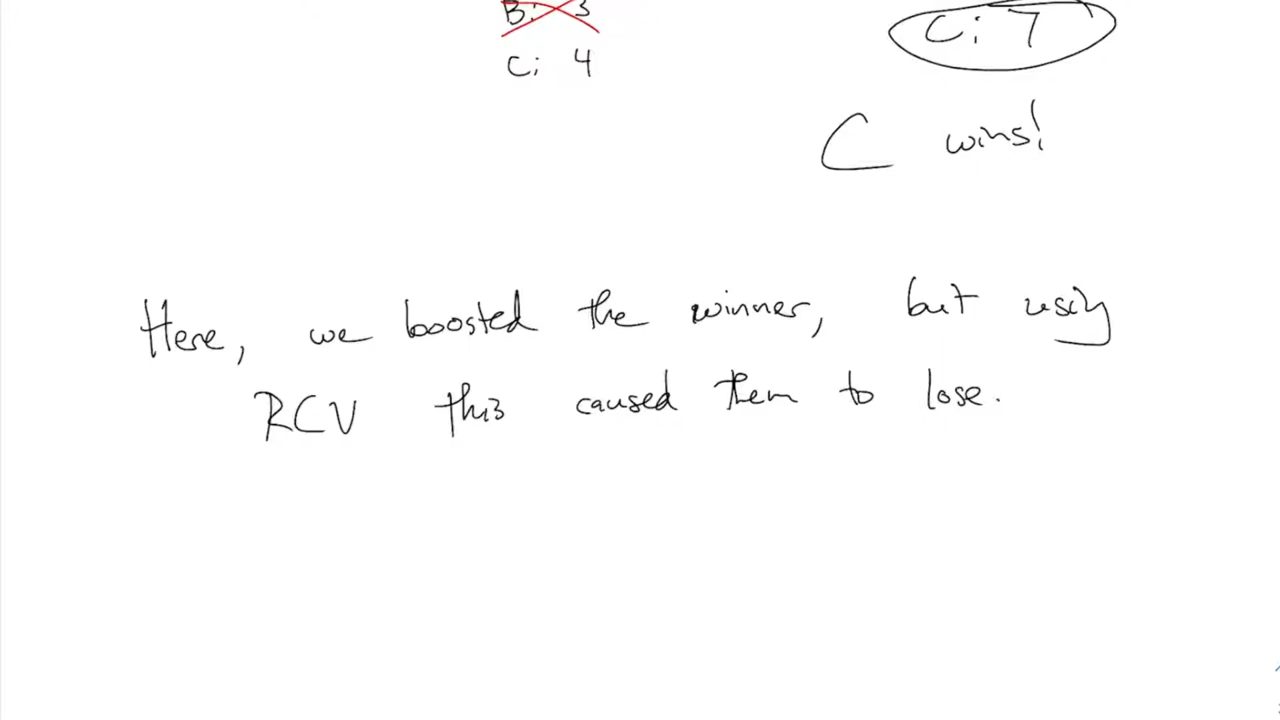 B: 3
C: 4
C: 7
C wins!
Here, we boosted the winner, but using
RCV this caused them to lose.